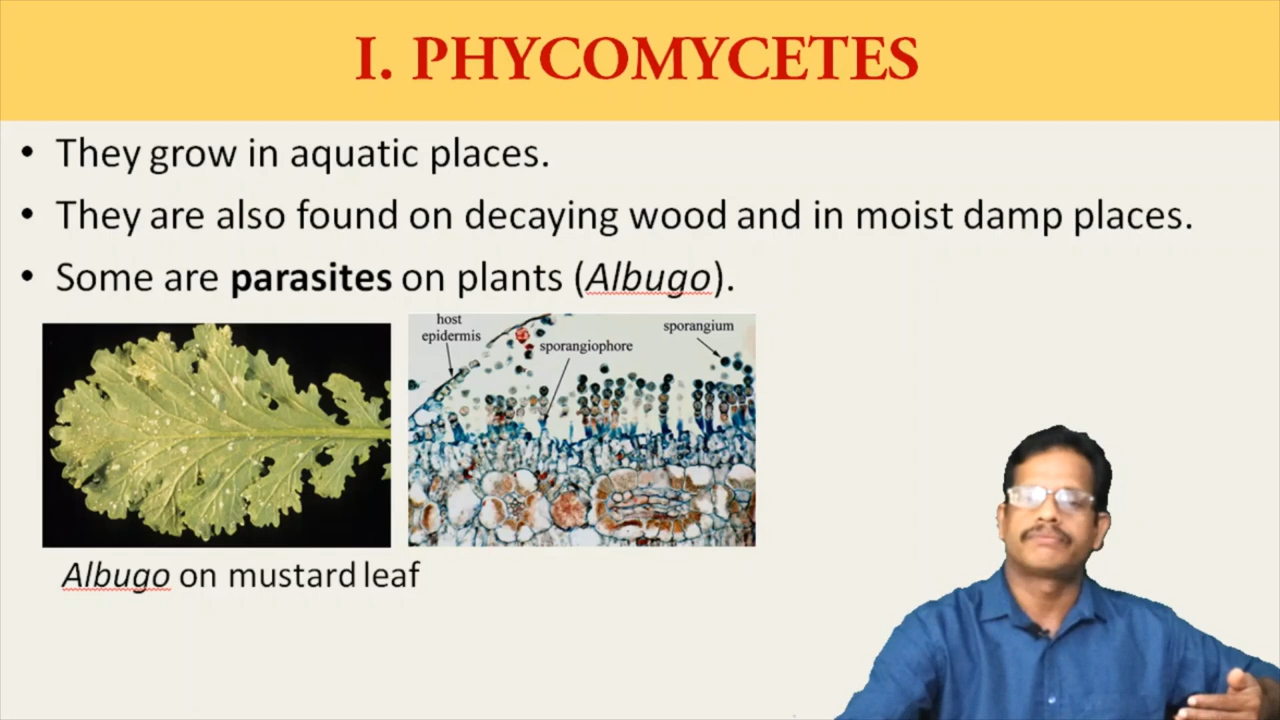 I. PHYCOMYCETES
• They grow in aquatic places.
• They are also found on decaying wood and in moist damp places.
• Some are parasites on plants (Albugo).
host
epidermis
sporangiophore
sporangium
Albugo on mustard leaf